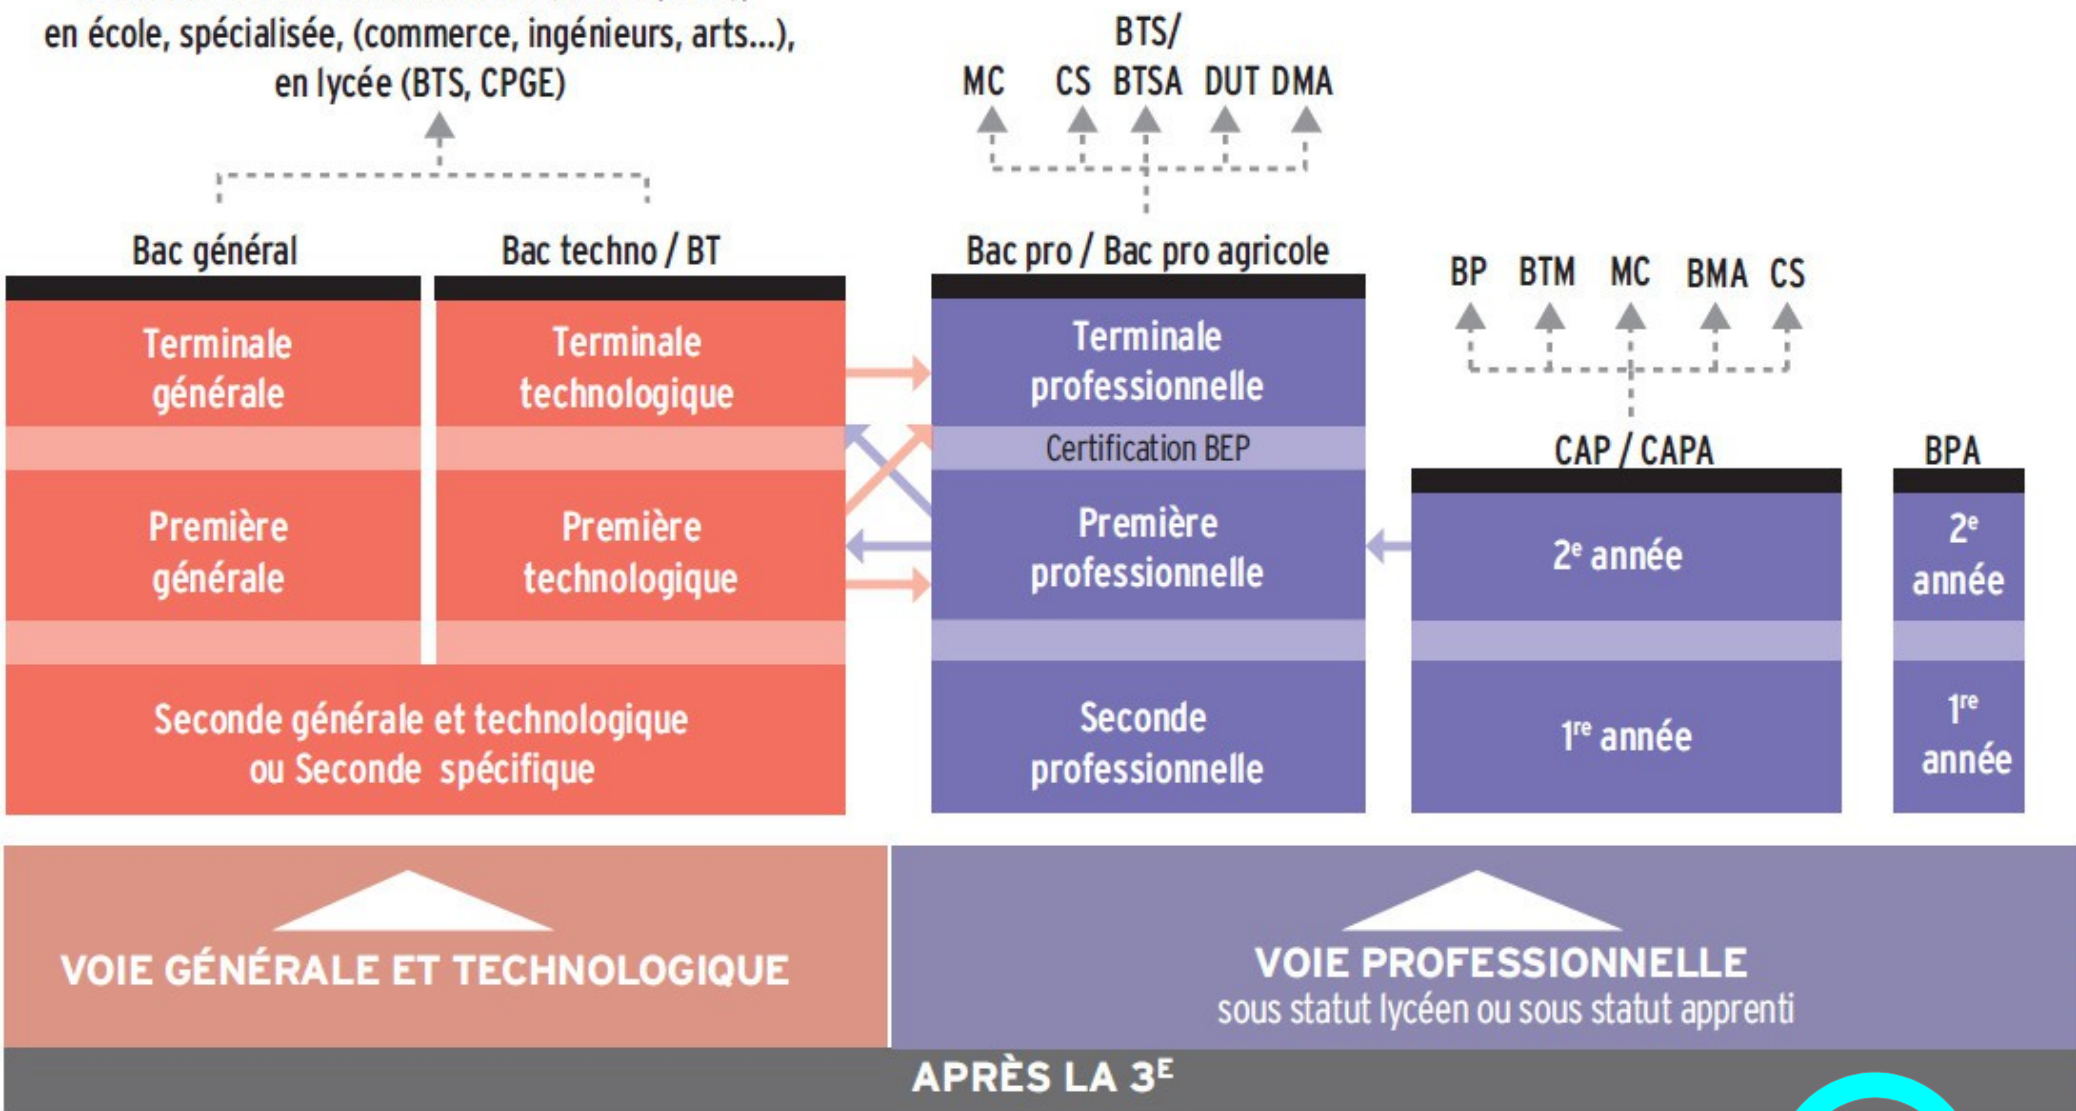 en école, spécialisée, (commerce, ingénieurs, arts...),
en lycée (BTS, CPGE)
BTS/
MC CS BTSA DUT DMA
Bac général
Bac techno / BT
Bac pro / Bac pro agricole
BP BTM MC BMA CS
Terminale
générale
Terminale
technologique
Terminale
professionnelle
Certification BEP
CAP / CAPA
BPA
Première
générale
Première
technologique
Première
professionnelle
2e année
2e
année
Seconde générale et technologique
ou Seconde spécifique
Seconde
professionnelle
1re année
1re
année
VOIE GÉNÉRALE ET TECHNOLOGIQUE
VOIE PROFESSIONNELLE
sous statut lycéen ou sous statut apprenti
APRÈS LA 3E